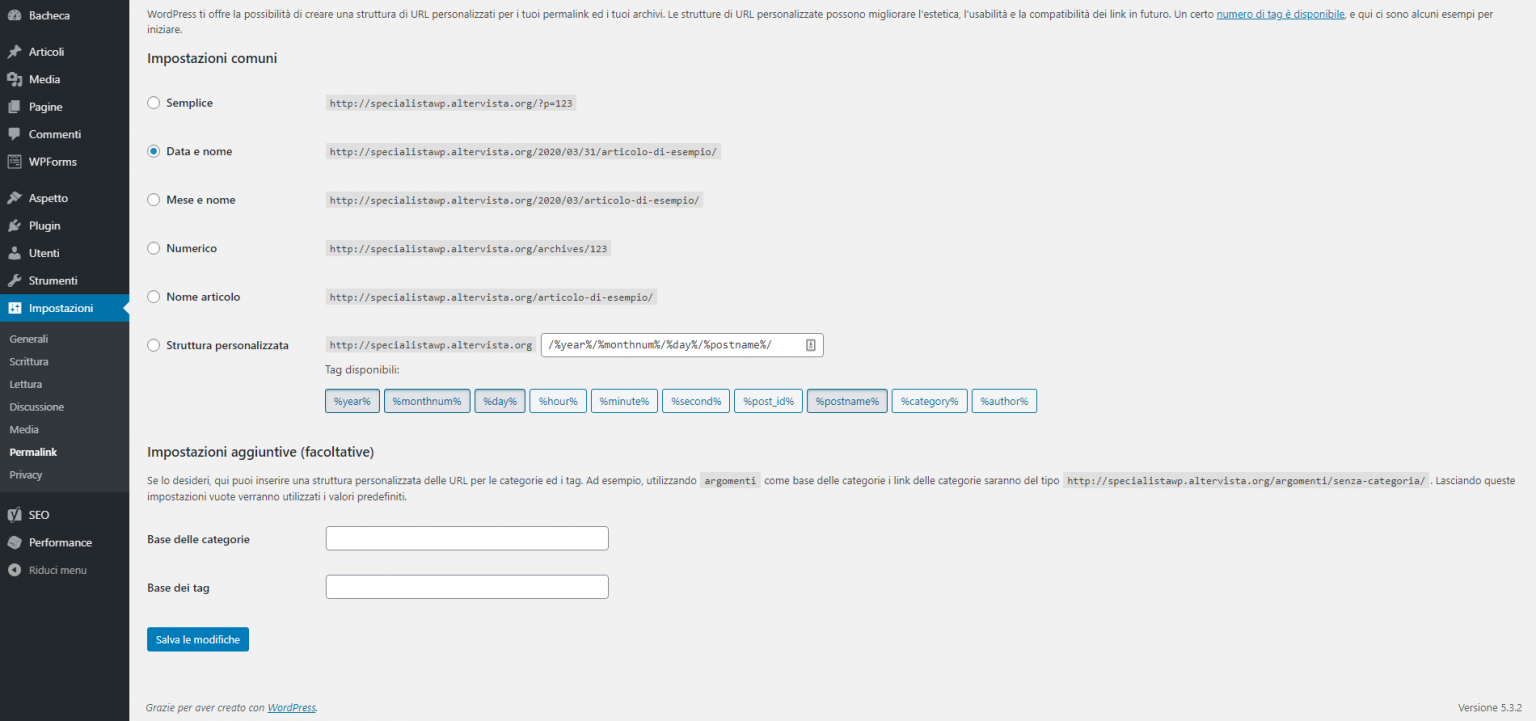 Bacheca
Articoli
Media
Pagine
Commenti
WPForms
Aspetto
Plugin
Utenti
Strumenti
Impostazioni
Generali
Scrittura
Lettura
Discussione
Media
Permalink
Privacy
SEO
Performance
Riduci menu
WordPress ti offre la possibilità di creare una struttura di URL personalizzati per i tuoi permalink ed i tuoi archivi. Le strutture di URL personalizzate possono migliorare l'estetica, l'usabilità e la compatibilità dei link in futuro. Un certo numero di tag è disponibile, e qui ci sono alcuni esempi per
iniziare.
Impostazioni comuni
Semplice http://specialistawp.altervista.org/?p=123
Data e nome http://specialistawp.altervista.org/2020/03/31/articolo-di-esempio/
Mese e nome http://specialistawp.altervista.org/2020/03/articolo-di-esempio/
Numerico http://specialistawp.altervista.org/archives/123
Nome articolo http://specialistawp.altervista.org/articolo-di-esempio/
Struttura personalizzata http://specialistawp.altervista.org /%year%/%monthnum%/%day%/%postname%/
Tag disponibili:
%year% %monthnum% %day% %hour% %minute% %second% %post_id% %postname% %category% %author%
Impostazioni aggiuntive (facoltative)
Se lo desideri, qui puoi inserire una struttura personalizzata delle URL per le categorie ed i tag. Ad esempio, utilizzando argomenti come base delle categorie i link delle categorie saranno del tipo http://specialistawp.altervista.org/argomenti/senza-categoria/ . Lasciando queste
impostazioni vuote verranno utilizzati i valori predefiniti.
Base delle categorie
Base dei tag
Salva le modifiche
Grazie per aver creato con WordPress. Versione 5.3.2